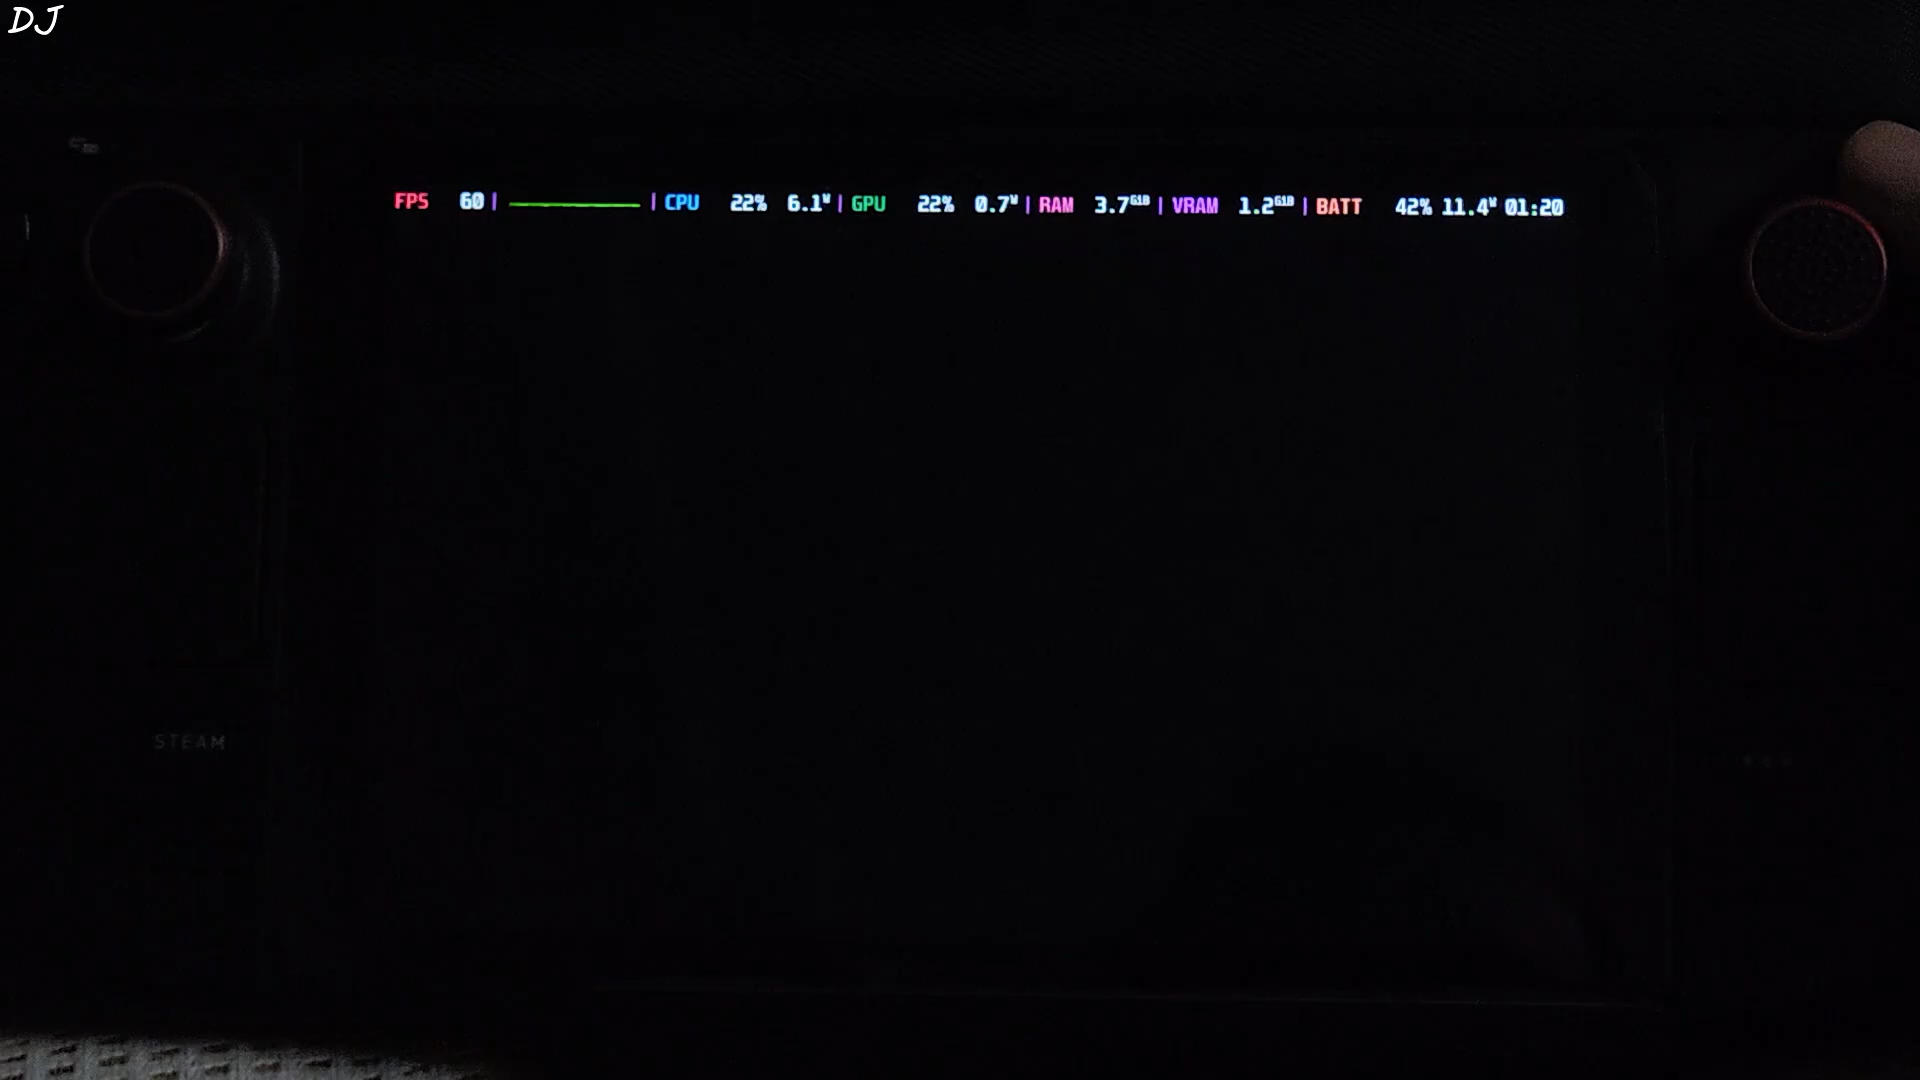 DJ
FPS 60 | | CPU 22% 6.1W | GPU 22% 0.7W | RAM 3.7GiB | VRAM 1.2GiB | BATT 42% 11.4W 01:20
STEAM